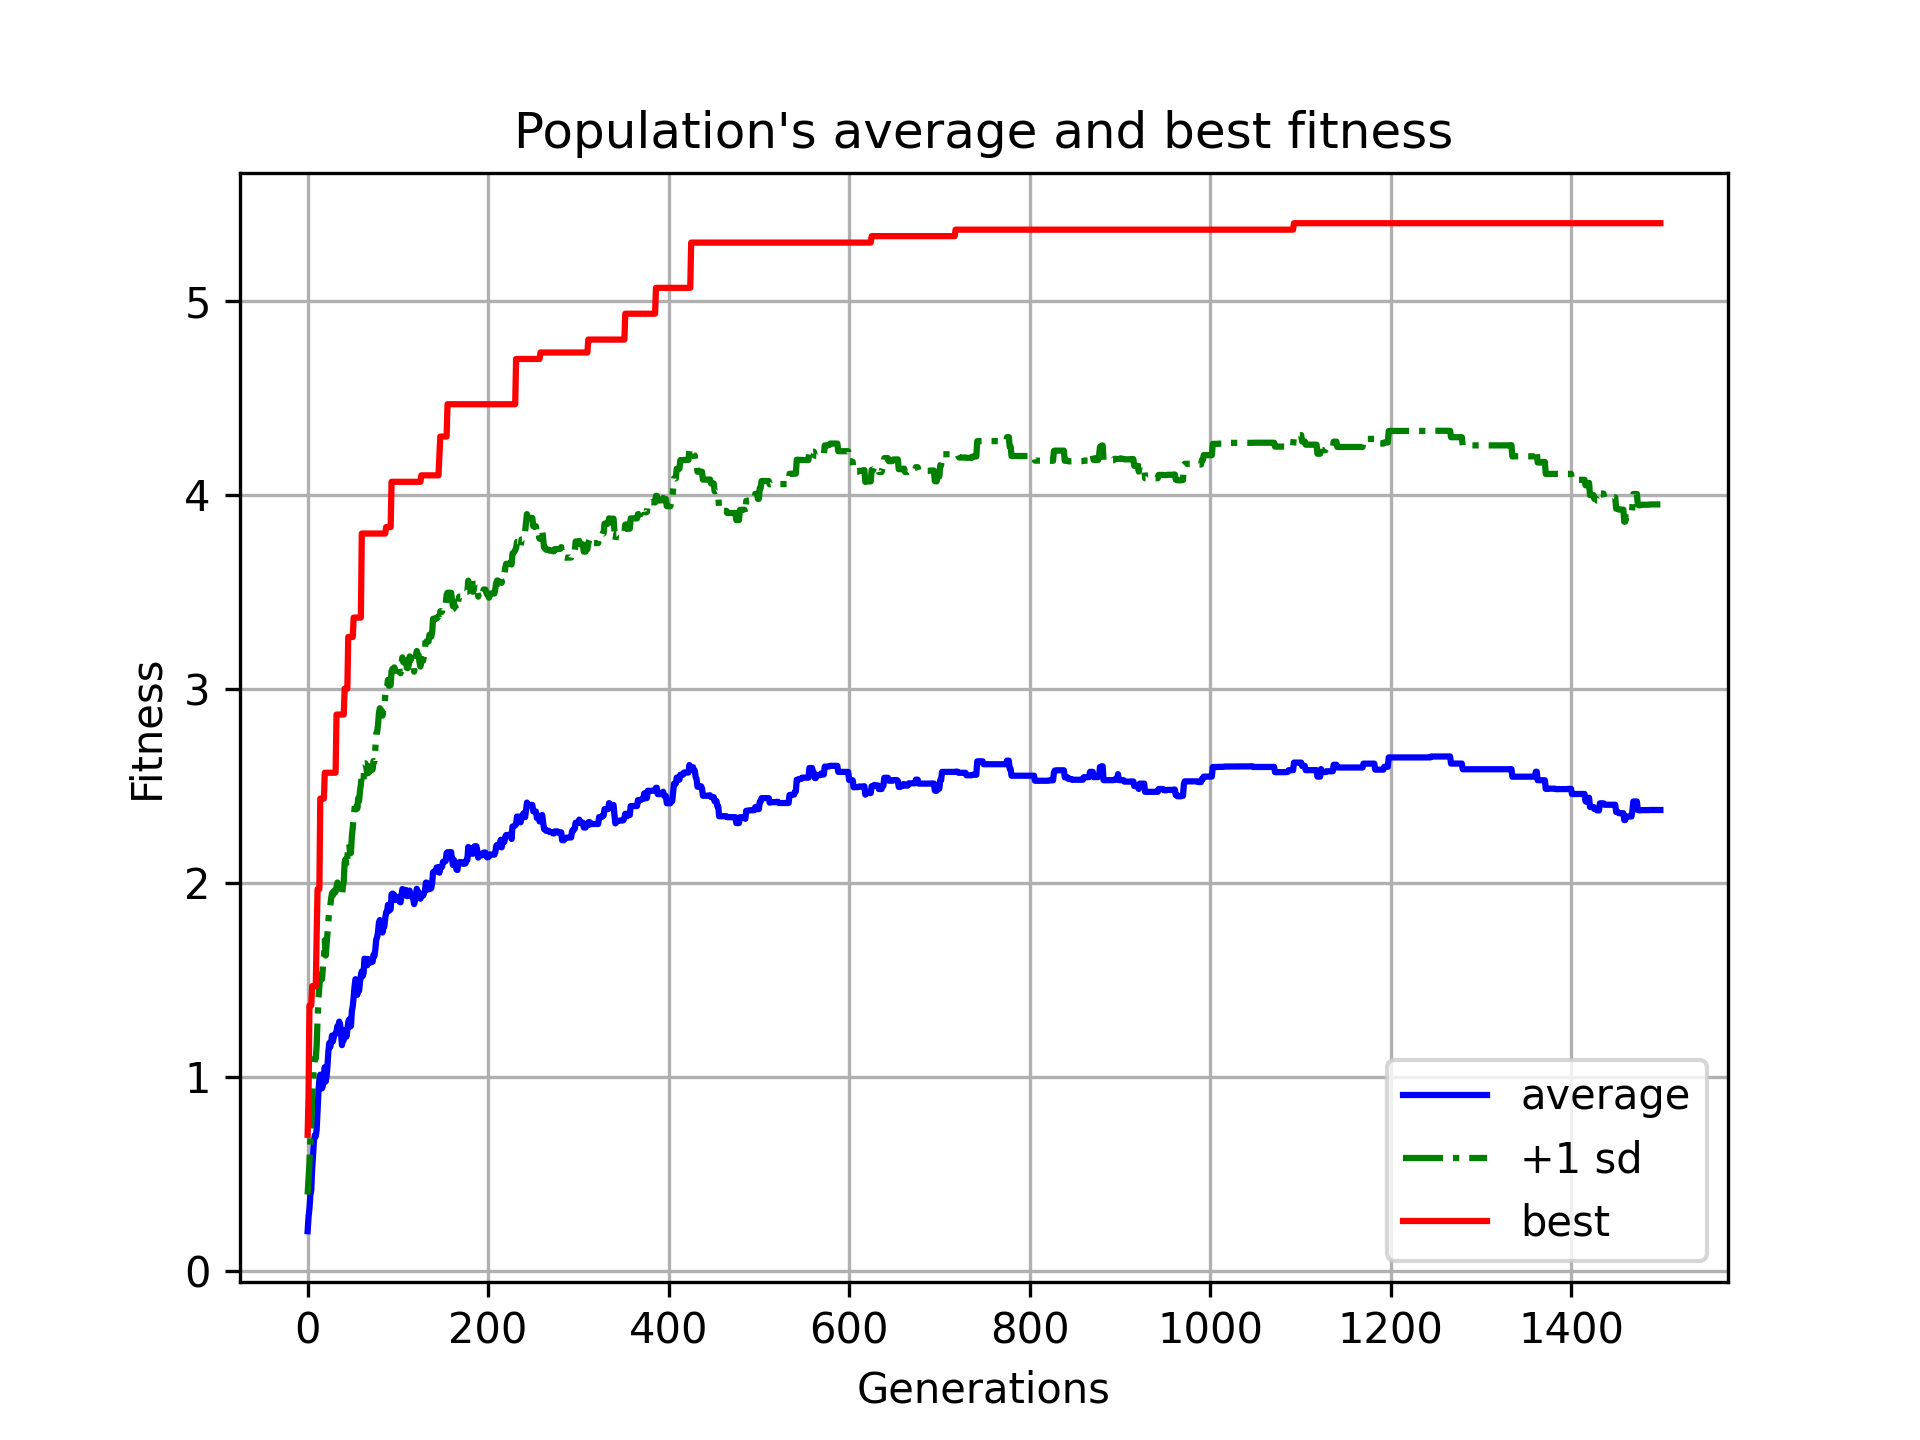 Population's average and best fitness
Fitness
5
4
3
2
1
0
0 200 400 600 800 1000 1200 1400
Generations
average
+1 sd
best